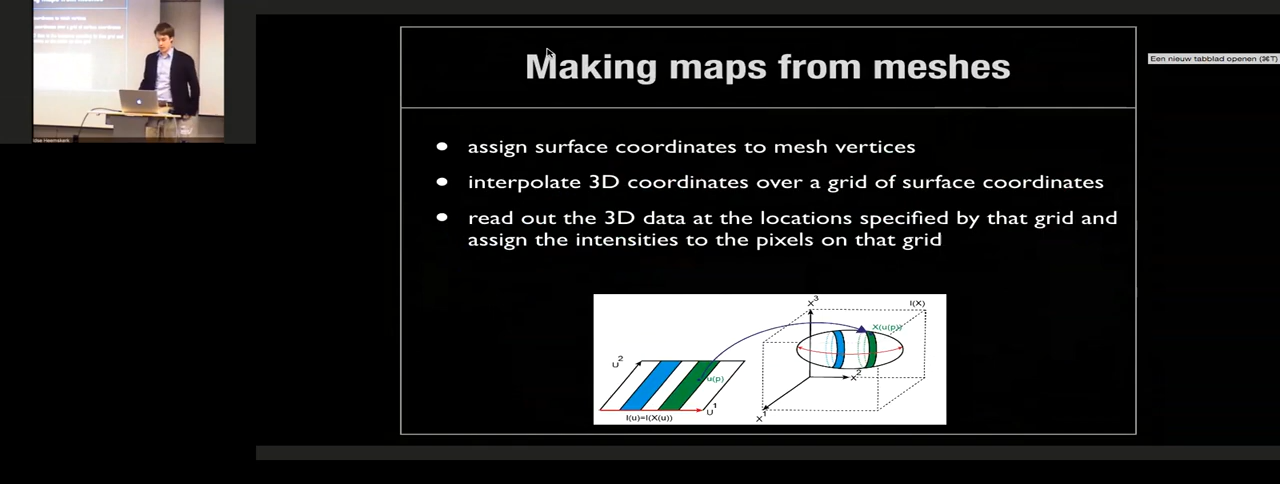 Making maps from meshes
Een nieuw tabblad openen (⌘T)
assign surface coordinates to mesh vertices
interpolate 3D coordinates over a grid of surface coordinates
read out the 3D data at the locations specified by that grid and
assign the intensities to the pixels on that grid
X³
I(X)
X(u(p))
U²
u(p)
X²
U¹
I(u)=I(X(u))
X¹
Idse Heemskerk